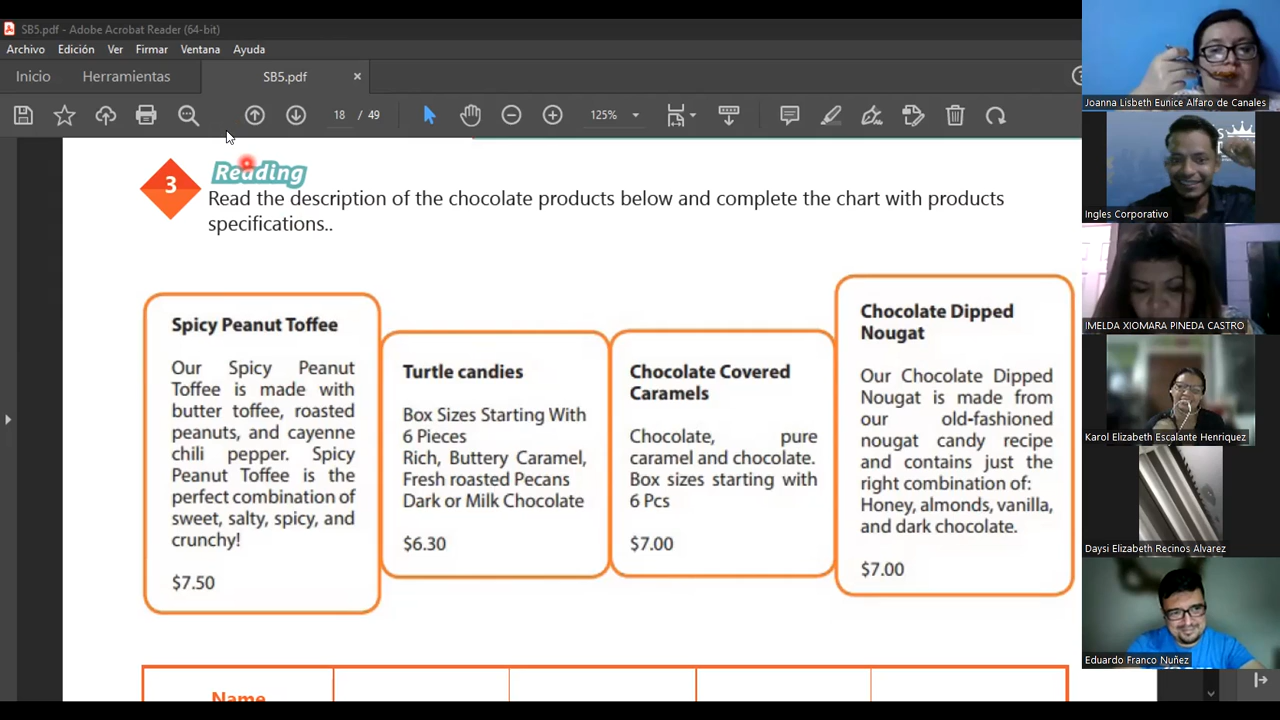 SB5.pdf - Adobe Acrobat Reader (64-bit)
Archivo Edición Ver Firmar Ventana Ayuda
Inicio Herramientas SB5.pdf ×
18 / 49 125%
3
Reading
Read the description of the chocolate products below and complete the chart with products
specifications..
Spicy Peanut Toffee
Our Spicy Peanut
Toffee is made with
butter toffee, roasted
peanuts, and cayenne
chili pepper. Spicy
Peanut Toffee is the
perfect combination of
sweet, salty, spicy, and
crunchy!
$7.50
Turtle candies
Box Sizes Starting With
6 Pieces
Rich, Buttery Caramel,
Fresh roasted Pecans
Dark or Milk Chocolate
$6.30
Chocolate Covered
Caramels
Chocolate, pure
caramel and chocolate.
Box sizes starting with
6 Pcs
$7.00
Chocolate Dipped
Nougat
Our Chocolate Dipped
Nougat is made from
our old-fashioned
nougat candy recipe
and contains just the
right combination of:
Honey, almonds, vanilla,
and dark chocolate.
$7.00
Name
Joanna Lisbeth Eunice Alfaro de Canales
Ingles Corporativo
IMELDA XIOMARA PINEDA CASTRO
Karol Elizabeth Escalante Henriquez
Daysi Elizabeth Recinos Alvarez
Eduardo Franco Nuñez